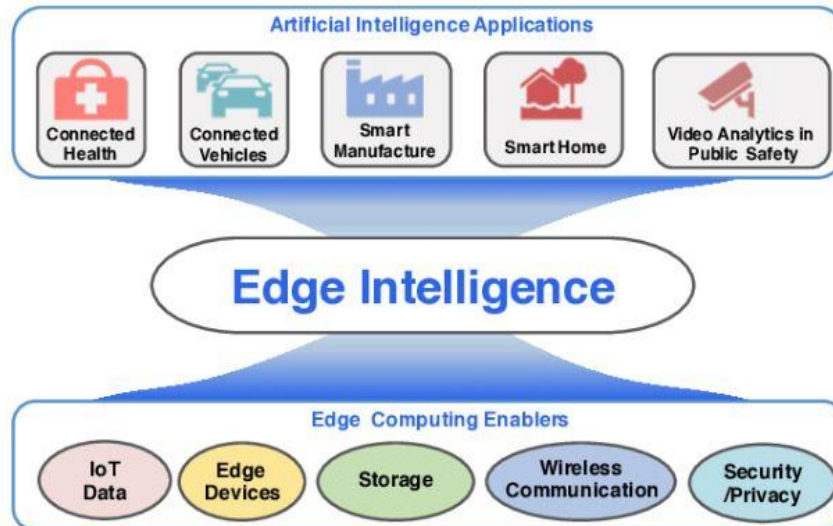 Artificial Intelligence Applications
Connected
Health
Connected
Vehicles
Smart
Manufacture
Smart Home
Video Analytics in
Public Safety
Edge Intelligence
Edge Computing Enablers
IoT
Data
Edge
Devices
Storage
Wireless
Communication
Security
/Privacy